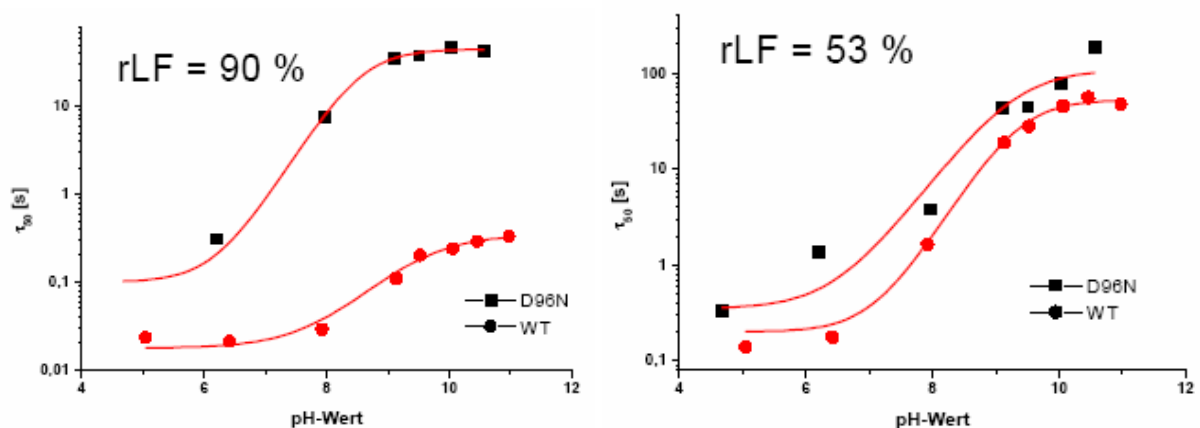 rLF = 90 %
10
1
0,1
0,01
τ₅₀ [s]
D96N
WT
4 6 8 10 12
pH-Wert
rLF = 53 %
100
10
1
0,1
τ₅₀ [s]
D96N
WT
4 6 8 10 12
pH-Wert